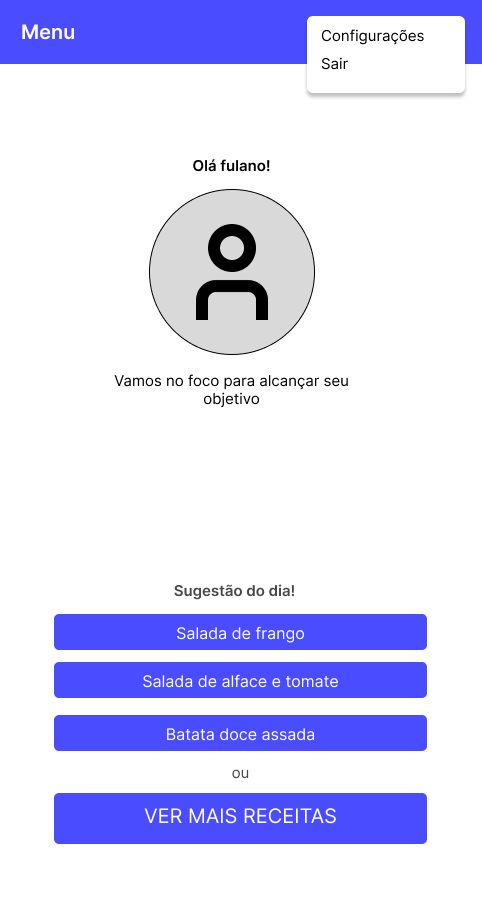 Menu
Configurações
Sair
Olá fulano!
Vamos no foco para alcançar seu
objetivo
Sugestão do dia!
Salada de frango
Salada de alface e tomate
Batata doce assada
ou
VER MAIS RECEITAS